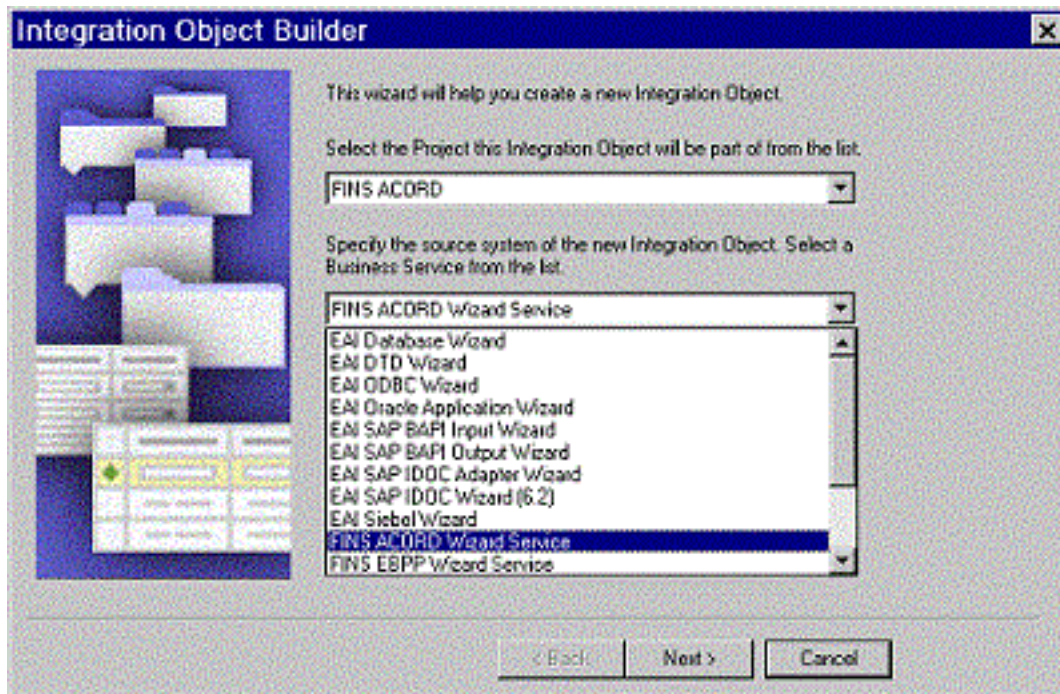 Integration Object Builder
This wizard will help you create a new Integration Object.
Select the Project this Integration Object will be part of from the list.
FINS ACORD
Specify the source system of the new Integration Object. Select a
Business Service from the list.
FINS ACORD Wizard Service
EAI Database Wizard
EAI DTD Wizard
EAI ODBC Wizard
EAI Oracle Application Wizard
EAI SAP BAPI Input Wizard
EAI SAP BAPI Output Wizard
EAI SAP IDOC Adapter Wizard
EAI SAP IDOC Wizard (6.2)
EAI Siebel Wizard
FINS ACORD Wizard Service
FINS EBPP Wizard Service
< Back
Next >
Cancel